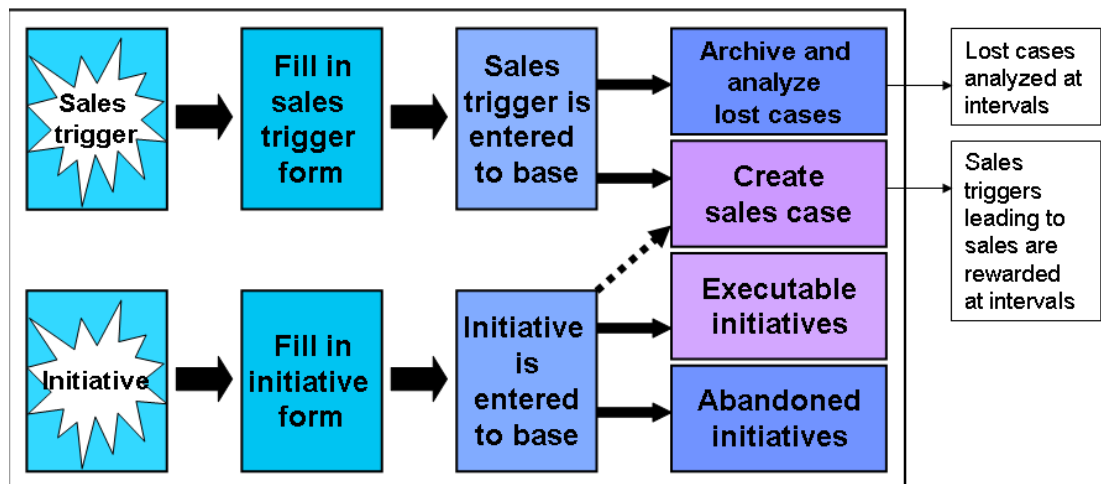 Sales
trigger
Fill in
sales
trigger
form
Sales
trigger is
entered
to base
Archive and
analyze
lost cases
Create
sales case
Lost cases
analyzed at
intervals
Sales
triggers
leading to
sales are
rewarded
at intervals
Initiative
Fill in
initiative
form
Initiative
is
entered
to base
Executable
initiatives
Abandoned
initiatives